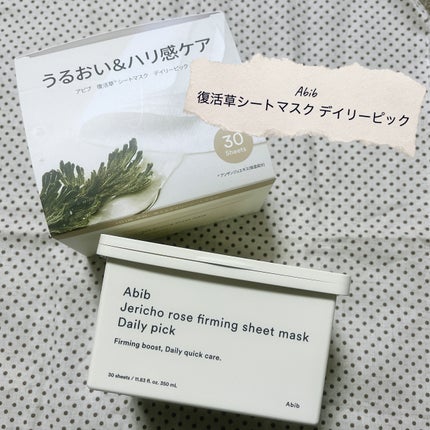 うるおい&ハリ感ケア
アビブ 復活草*シートマスク デイリーピック
30
Sheets
Abib
復活草シートマスク デイリーピック
Abib
Jericho rose firming sheet mask
Daily pick
Firming boost, Daily quick care.
30 sheets / 11.83 fl. oz. 350 mL
Abib